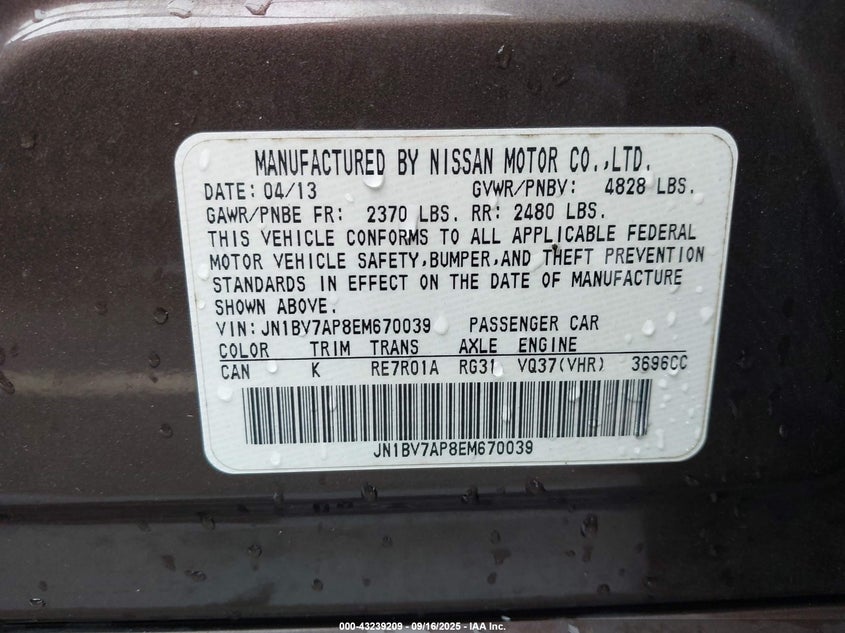 MANUFACTURED BY NISSAN MOTOR CO.,LTD.
DATE: 04/13 GVWR/PNBV: 4828 LBS.
GAWR/PNBE FR: 2370 LBS. RR: 2480 LBS.
THIS VEHICLE CONFORMS TO ALL APPLICABLE FEDERAL
MOTOR VEHICLE SAFETY,BUMPER,AND THEFT PREVENTION
STANDARDS IN EFFECT ON THE DATE OF MANUFACTURE
SHOWN ABOVE.
VIN:JN1BV7AP8EM670039 PASSENGER CAR
COLOR TRIM TRANS AXLE ENGINE
CAN K RE7R01A RG31 VQ37(VHR) 3696CC
JN1BV7AP8EM670039
000-43239209 - 09/16/2025 - IAA Inc.